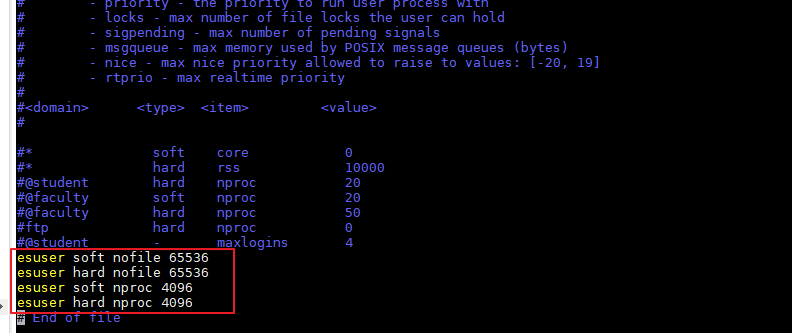 #        - priority - the priority to run user process with
#        - locks - max number of file locks the user can hold
#        - sigpending - max number of pending signals
#        - msgqueue - max memory used by POSIX message queues (bytes)
#        - nice - max nice priority allowed to raise to values: [-20, 19]
#        - rtprio - max realtime priority
#
#<domain>      <type>  <item>         <value>
#
#*               soft    core            0
#*               hard    rss             10000
#@student        hard    nproc           20
#@faculty        soft    nproc           20
#@faculty        hard    nproc           50
#ftp             hard    nproc           0
#@student        -       maxlogins       4
esuser soft nofile 65536
esuser hard nofile 65536
esuser soft nproc 4096
esuser hard nproc 4096
# End of file